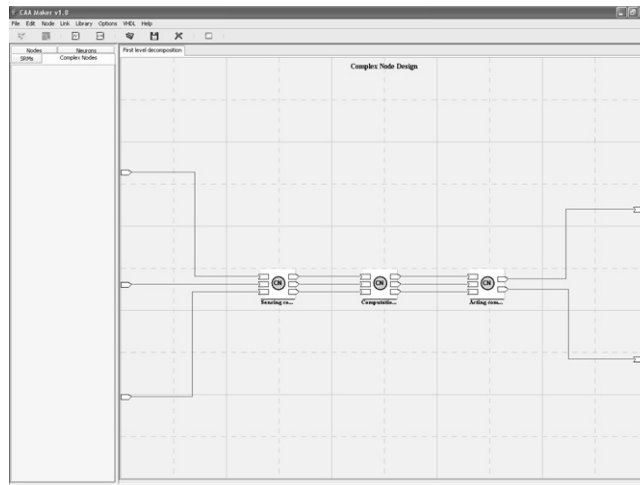 CAA Maker v1.8
File Edit Node Link Library Options VHDL Help
Nodes Neurons
SRMs Complex Nodes
First level decomposition
Complex Node Design
CN CN CN
Sensing co... Computatio... Acting com...